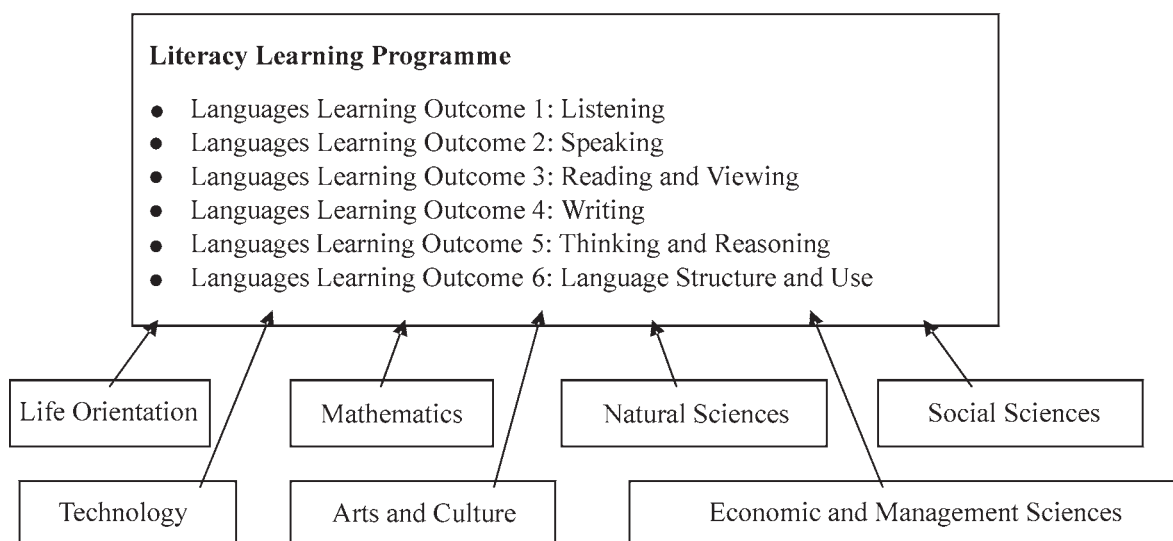 Literacy Learning Programme
● Languages Learning Outcome 1: Listening
● Languages Learning Outcome 2: Speaking
● Languages Learning Outcome 3: Reading and Viewing
● Languages Learning Outcome 4: Writing
● Languages Learning Outcome 5: Thinking and Reasoning
● Languages Learning Outcome 6: Language Structure and Use
Life Orientation
Mathematics
Natural Sciences
Social Sciences
Technology
Arts and Culture
Economic and Management Sciences